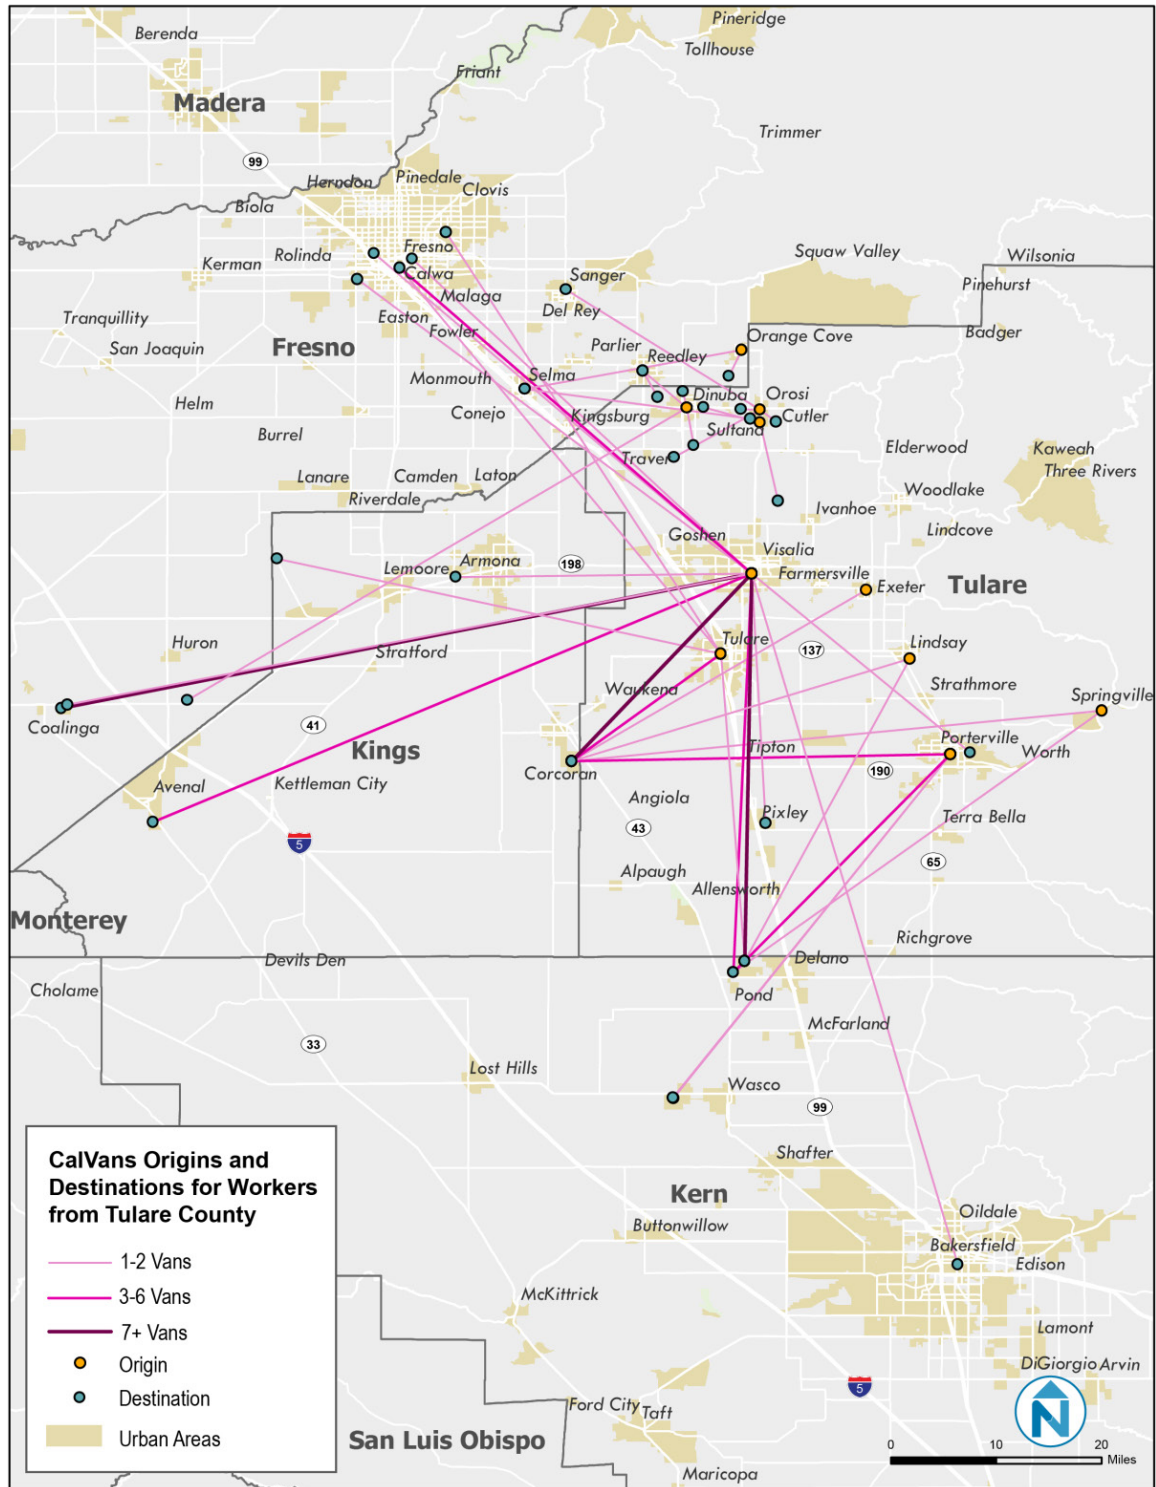 Pineridge
Berenda
Tollhouse
Friant
Madera
Trimmer
99
Herndon
Pinedale
Clovis
Biola
Fresno
Squaw Valley
Wilsonia
Rolinda
Kerman
Calwa
Sanger
Pinehurst
Malaga
Del Rey
Tranquillity
Easton
Fowler
Orange Cove
Badger
San Joaquin
Fresno
Parlier
Reedley
Monmouth
Selma
Dinuba
Orosi
Helm
Conejo
Kingsburg
Cutler
Burrel
Sultana
Elderwood
Kaweah
Traver
Three Rivers
Lanare
Camden
Laton
Woodlake
Riverdale
Ivanhoe
Lindcove
Goshen
Visalia
Lemoore
Armona
198
Farmersville
Exeter
Tulare
Huron
Tulare
137
Lindsay
Stratford
Waukena
Strathmore
Springville
Coalinga
41
Kings
Tipton
Porterville
Worth
Corcoran
190
Avenal
Kettleman City
Angiola
Pixley
Terra Bella
43
5
Alpaugh
65
Allensworth
Monterey
Richgrove
Devils Den
Delano
Cholame
Pond
McFarland
33
Lost Hills
Wasco
99
Shafter
Kern
Oildale
Buttonwillow
Bakersfield
Edison
McKittrick
Lamont
DiGiorgio
Arvin
5
Ford City
Taft
San Luis Obispo
Maricopa
CalVans Origins and
Destinations for Workers
from Tulare County
1-2 Vans
3-6 Vans
7+ Vans
Origin
Destination
Urban Areas
N
0 10 20
Miles